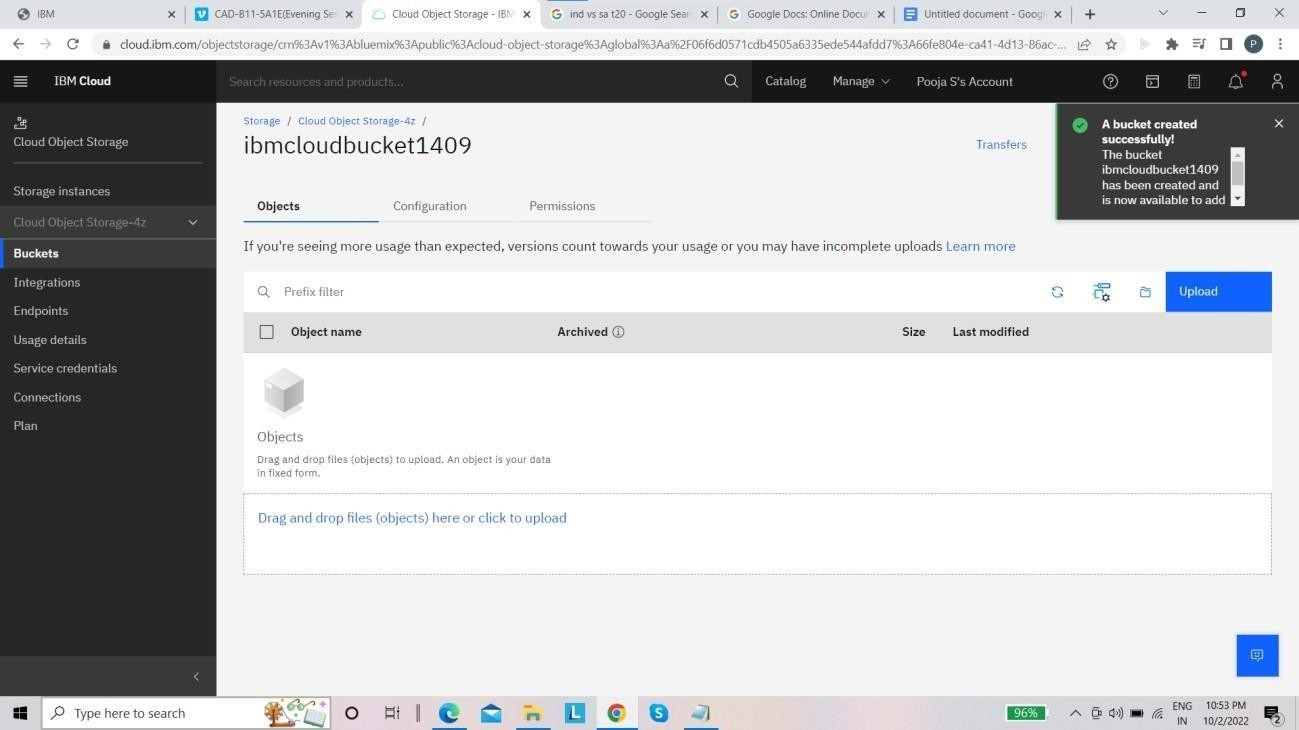 IBM
CAD-B11-5A1E(Evening Ses
Cloud Object Storage - IBM
ind vs sa t20 - Google Sear
Google Docs: Online Docum
Untitled document - Google
cloud.ibm.com/objectstorage/crn%3Av1%3Abluemix%3Apublic%3Acloud-object-storage%3Aglobal%3Aa%2F06f6d0571cdb4505a6335ede544afdd7%3A66fe804e-ca41-4d13-86ac-...
P
IBM Cloud
Search resources and products...
Catalog
Manage
Pooja S's Account
Cloud Object Storage
Storage instances
Cloud Object Storage-4z
Buckets
Integrations
Endpoints
Usage details
Service credentials
Connections
Plan
Storage / Cloud Object Storage-4z /
ibmcloudbucket1409
Transfers
A bucket created
successfully!
The bucket
ibmcloudbucket1409
has been created and
is now available to add
Objects
Configuration
Permissions
If you're seeing more usage than expected, versions count towards your usage or you may have incomplete uploads Learn more
Prefix filter
Upload
Object name
Archived
Size
Last modified
Objects
Drag and drop files (objects) to upload. An object is your data
in fixed form.
Drag and drop files (objects) here or click to upload
Type here to search
L
S
96%
ENG
IN
10:53 PM
10/2/2022
2